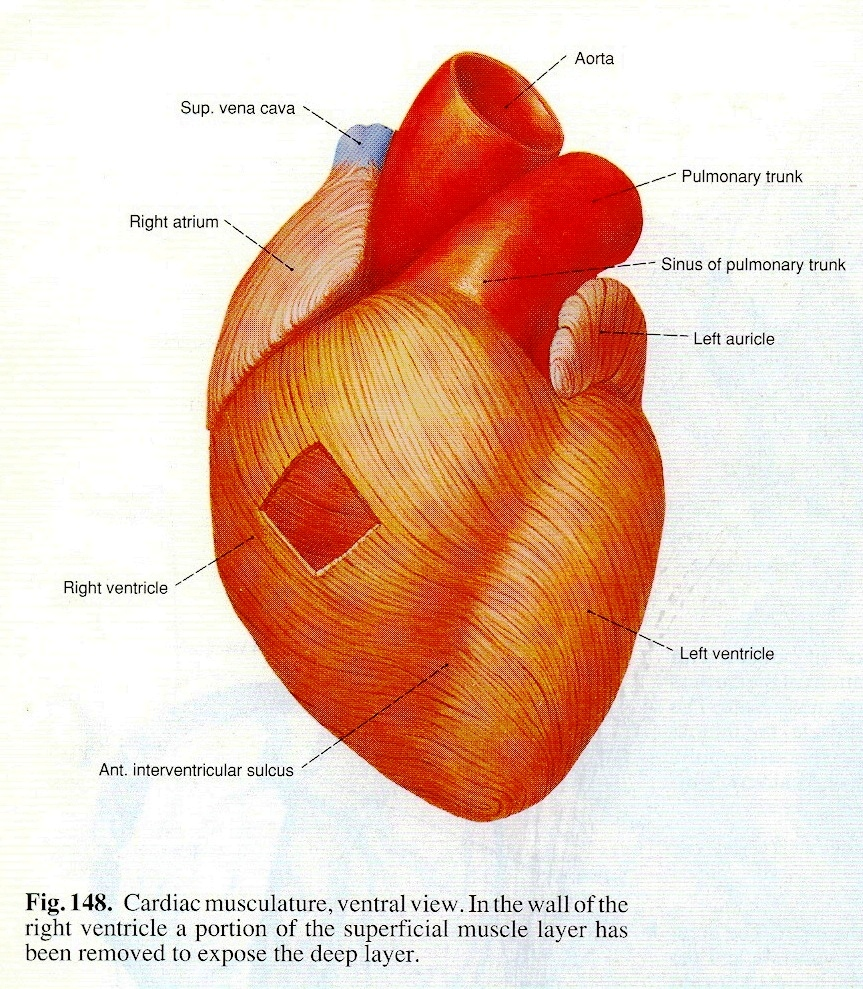 Aorta
Sup. vena cava
Pulmonary trunk
Right atrium
Sinus of pulmonary trunk
Left auricle
Right ventricle
Left ventricle
Ant. interventricular sulcus
Fig. 148. Cardiac musculature, ventral view. In the wall of the
right ventricle a portion of the superficial muscle layer has
been removed to expose the deep layer.